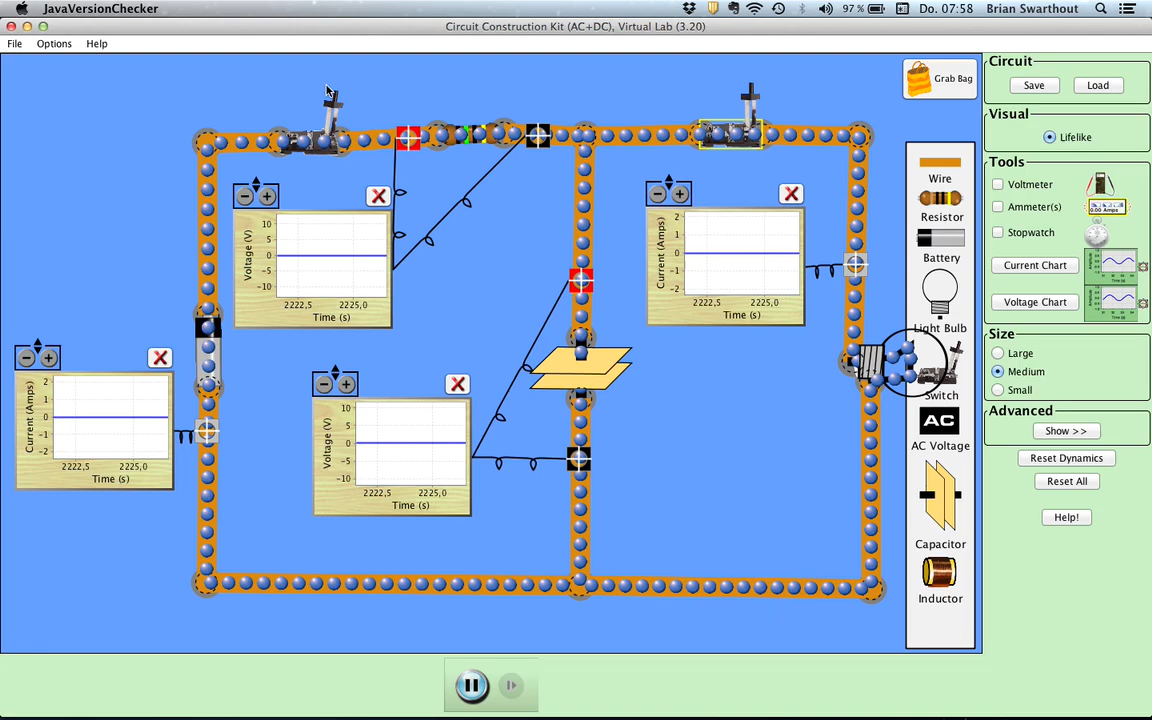 JavaVersionChecker
97 %
Do. 07:58
Brian Swarthout
Circuit Construction Kit (AC+DC), Virtual Lab (3.20)
File
Options
Help
Grab Bag
Wire
Resistor
Battery
Light Bulb
Switch
AC
AC Voltage
Capacitor
Inductor
Circuit
Save
Load
Visual
Lifelike
Tools
Voltmeter
Ammeter(s)
0.00 Amps
Stopwatch
Current Chart
Voltage Chart
Size
Large
Medium
Small
Advanced
Show >>
Reset Dynamics
Reset All
Help!
Voltage (V)
10
5
0
−5
−10
2222,5
2225,0
Time (s)
Current (Amps)
2
1
0
−1
−2
2222,5
2225,0
Time (s)
Current (Amps)
2
1
0
−1
−2
2222,5
2225,0
Time (s)
Voltage (V)
10
5
0
−5
−10
2222,5
2225,0
Time (s)